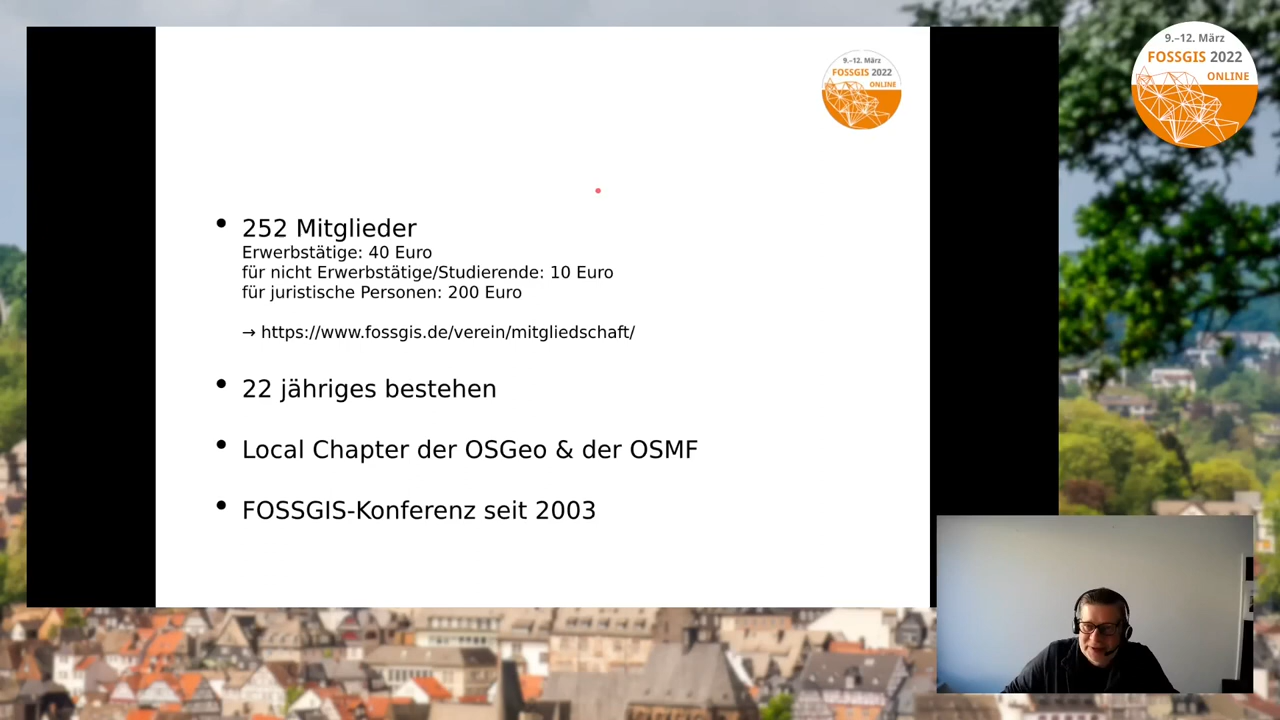 9.–12. März
FOSSGIS 2022
ONLINE
9.–12. März
FOSSGIS 2022
ONLINE
• 252 Mitglieder
Erwerbstätige: 40 Euro
für nicht Erwerbstätige/Studierende: 10 Euro
für juristische Personen: 200 Euro
→ https://www.fossgis.de/verein/mitgliedschaft/
• 22 jähriges bestehen
• Local Chapter der OSGeo & der OSMF
• FOSSGIS-Konferenz seit 2003